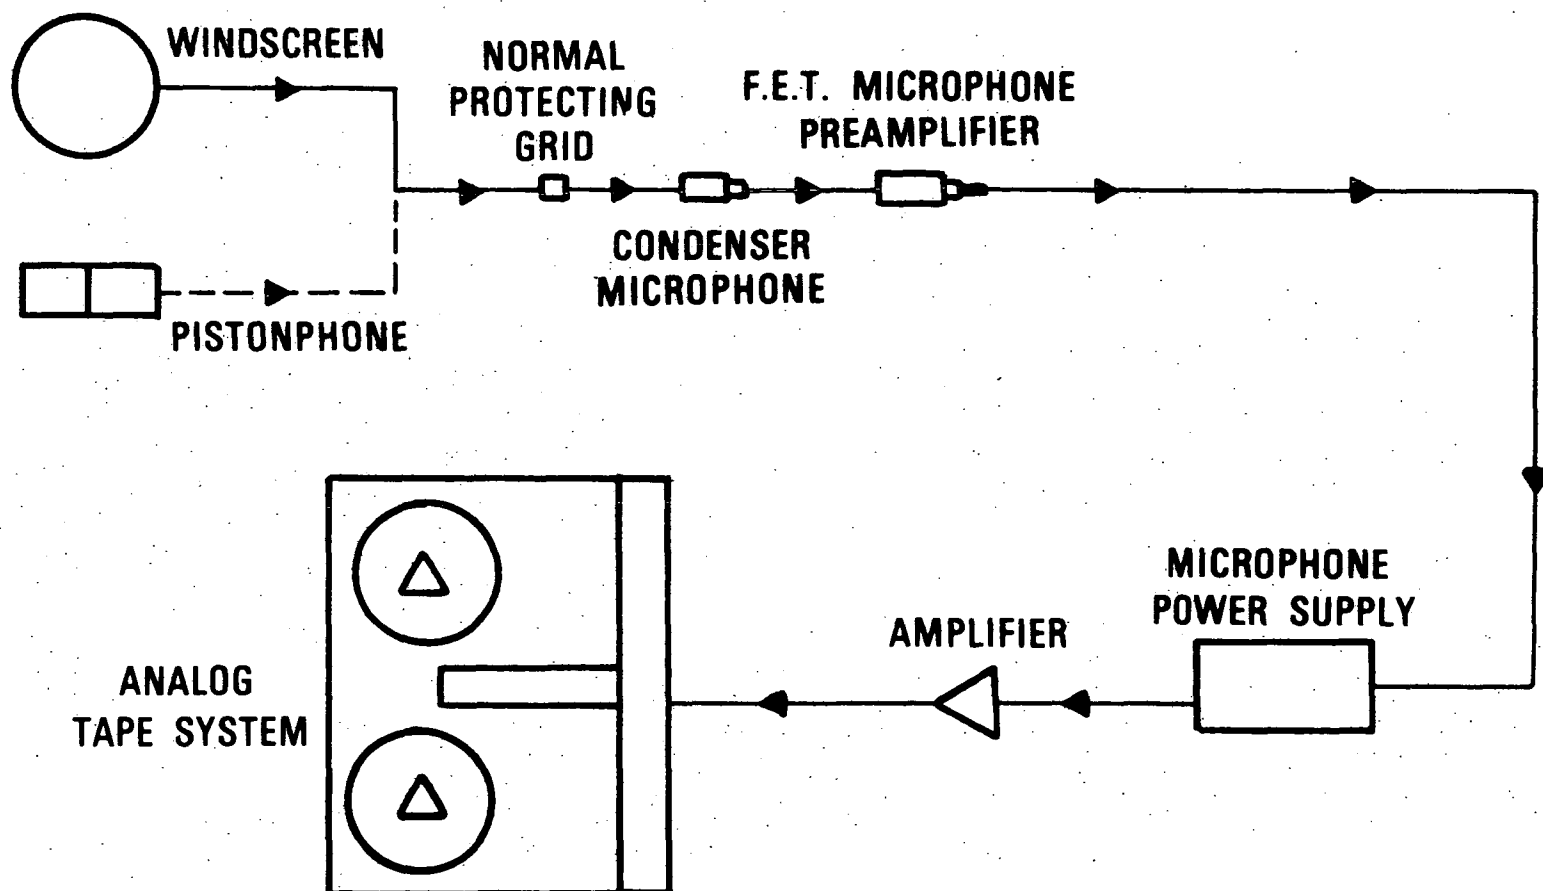 WINDSCREEN
NORMAL
PROTECTING
GRID
F.E.T. MICROPHONE
PREAMPLIFIER
CONDENSER
MICROPHONE
PISTONPHONE
MICROPHONE
POWER SUPPLY
AMPLIFIER
ANALOG
TAPE SYSTEM